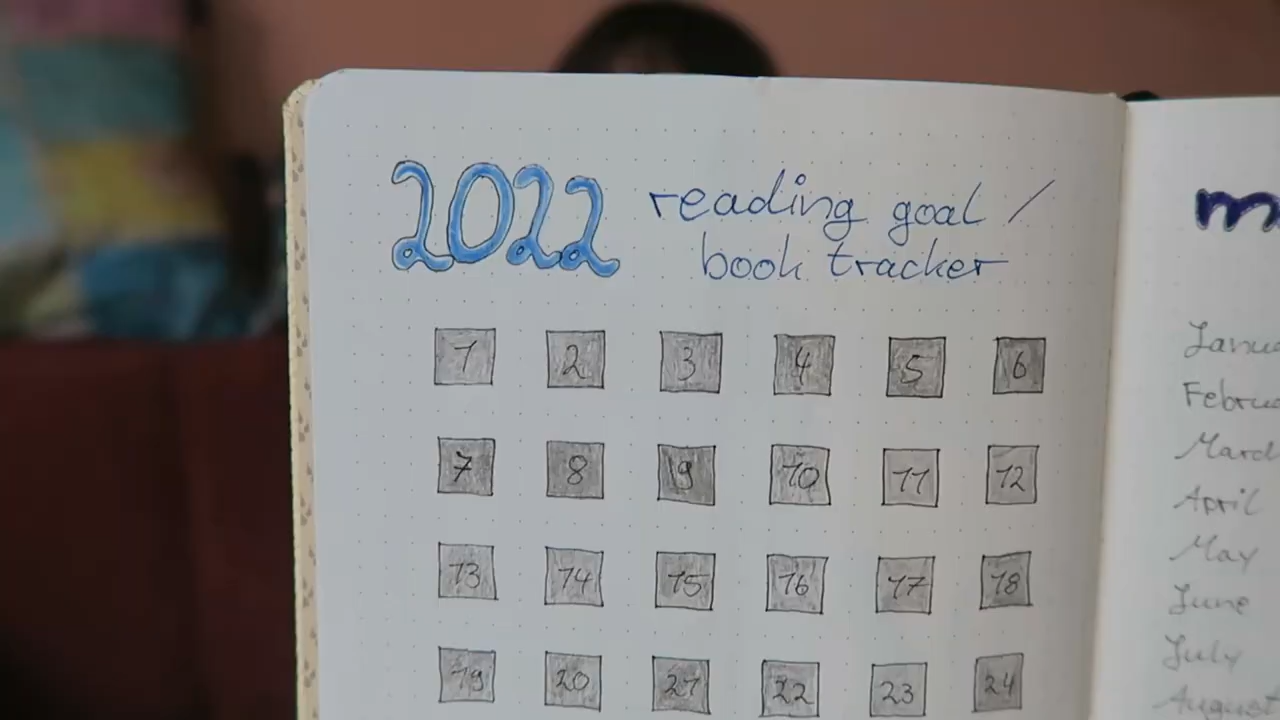 2022 reading goal /
book tracker
1 2 3 4 5 6
7 8 9 10 11 12
13 14 15 16 17 18
19 20 21 22 23 24
April
May
June
July
August